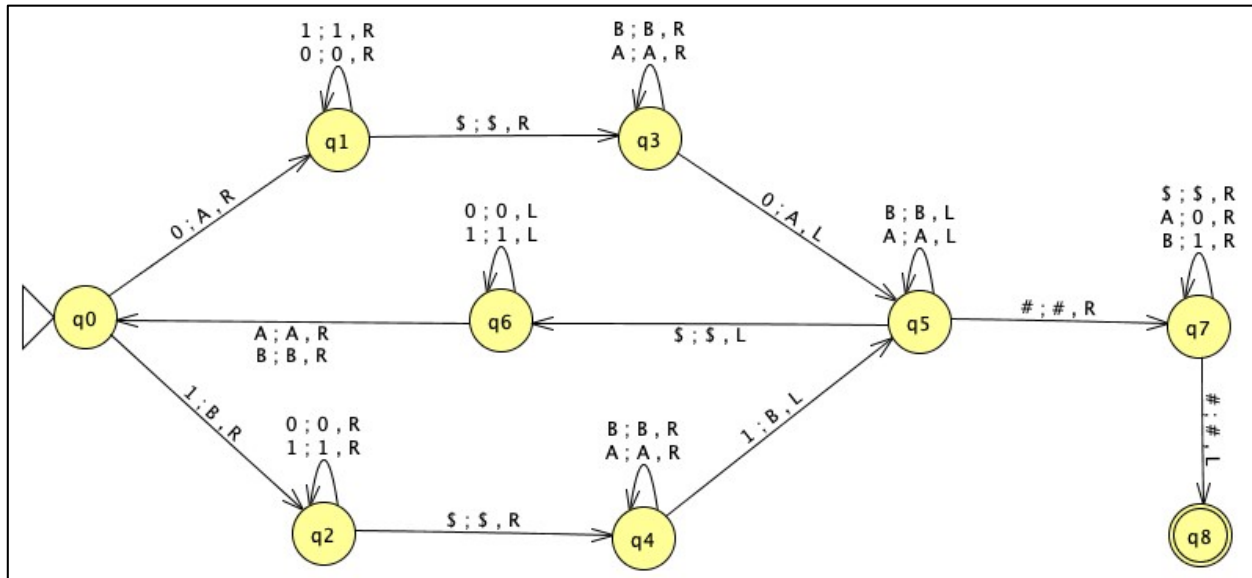 1;1,R
0;0,R
q1
$;$,R
B;B,R
A;A,R
q3
0;A,R
0;A,L
0;0,L
1;1,L
q6
B;B,L
A;A,L
q5
$;$,R
A;0,R
B;1,R
q7
q0
A;A,R
B;B,R
$;$,L
#;#,R
1;B,R
0;0,R
1;1,R
q2
$;$,R
B;B,R
A;A,R
q4
1;B,L
#;#,L
q8